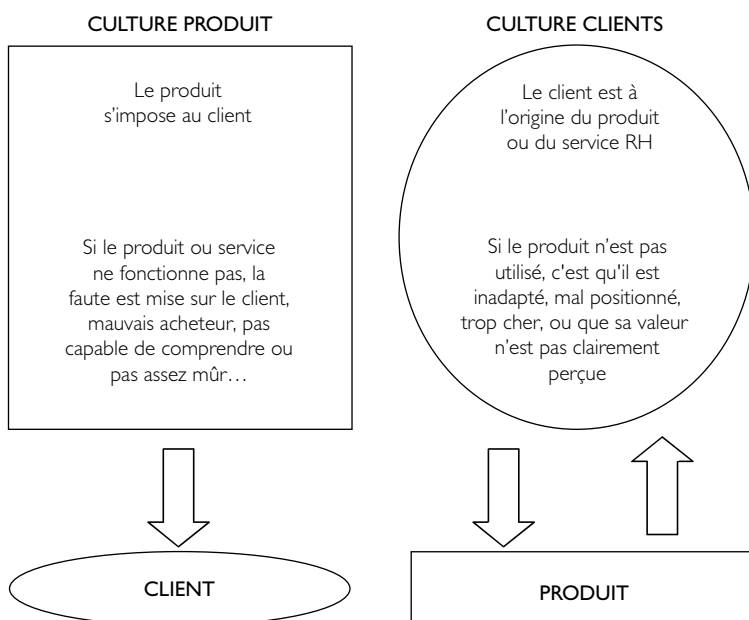 CULTURE PRODUIT
Le produit
s'impose au client
Si le produit ou service
ne fonctionne pas, la
faute est mise sur le client,
mauvais acheteur, pas
capable de comprendre ou
pas assez mûr…
CLIENT
CULTURE CLIENTS
Le client est à
l'origine du produit
ou du service RH
Si le produit n'est pas
utilisé, c'est qu'il est
inadapté, mal positionné,
trop cher, ou que sa valeur
n'est pas clairement
perçue
PRODUIT